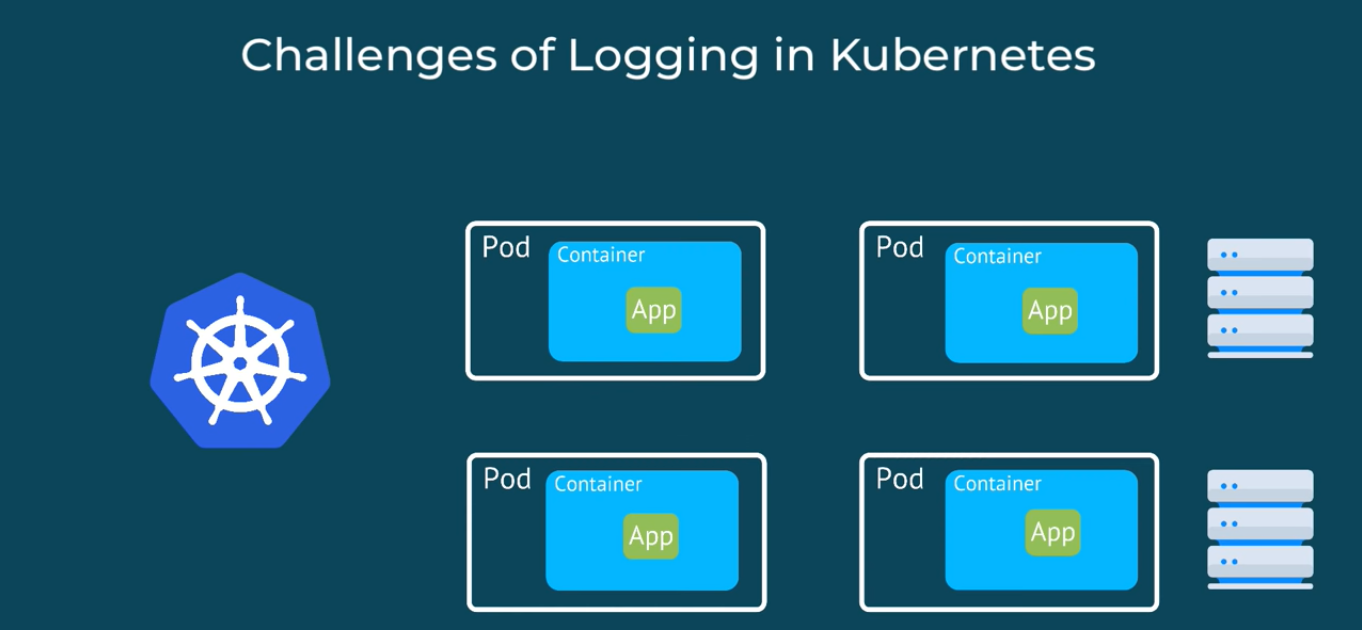 Challenges of Logging in Kubernetes
Pod
Container
App
Pod
Container
App
Pod
Container
App
Pod
Container
App